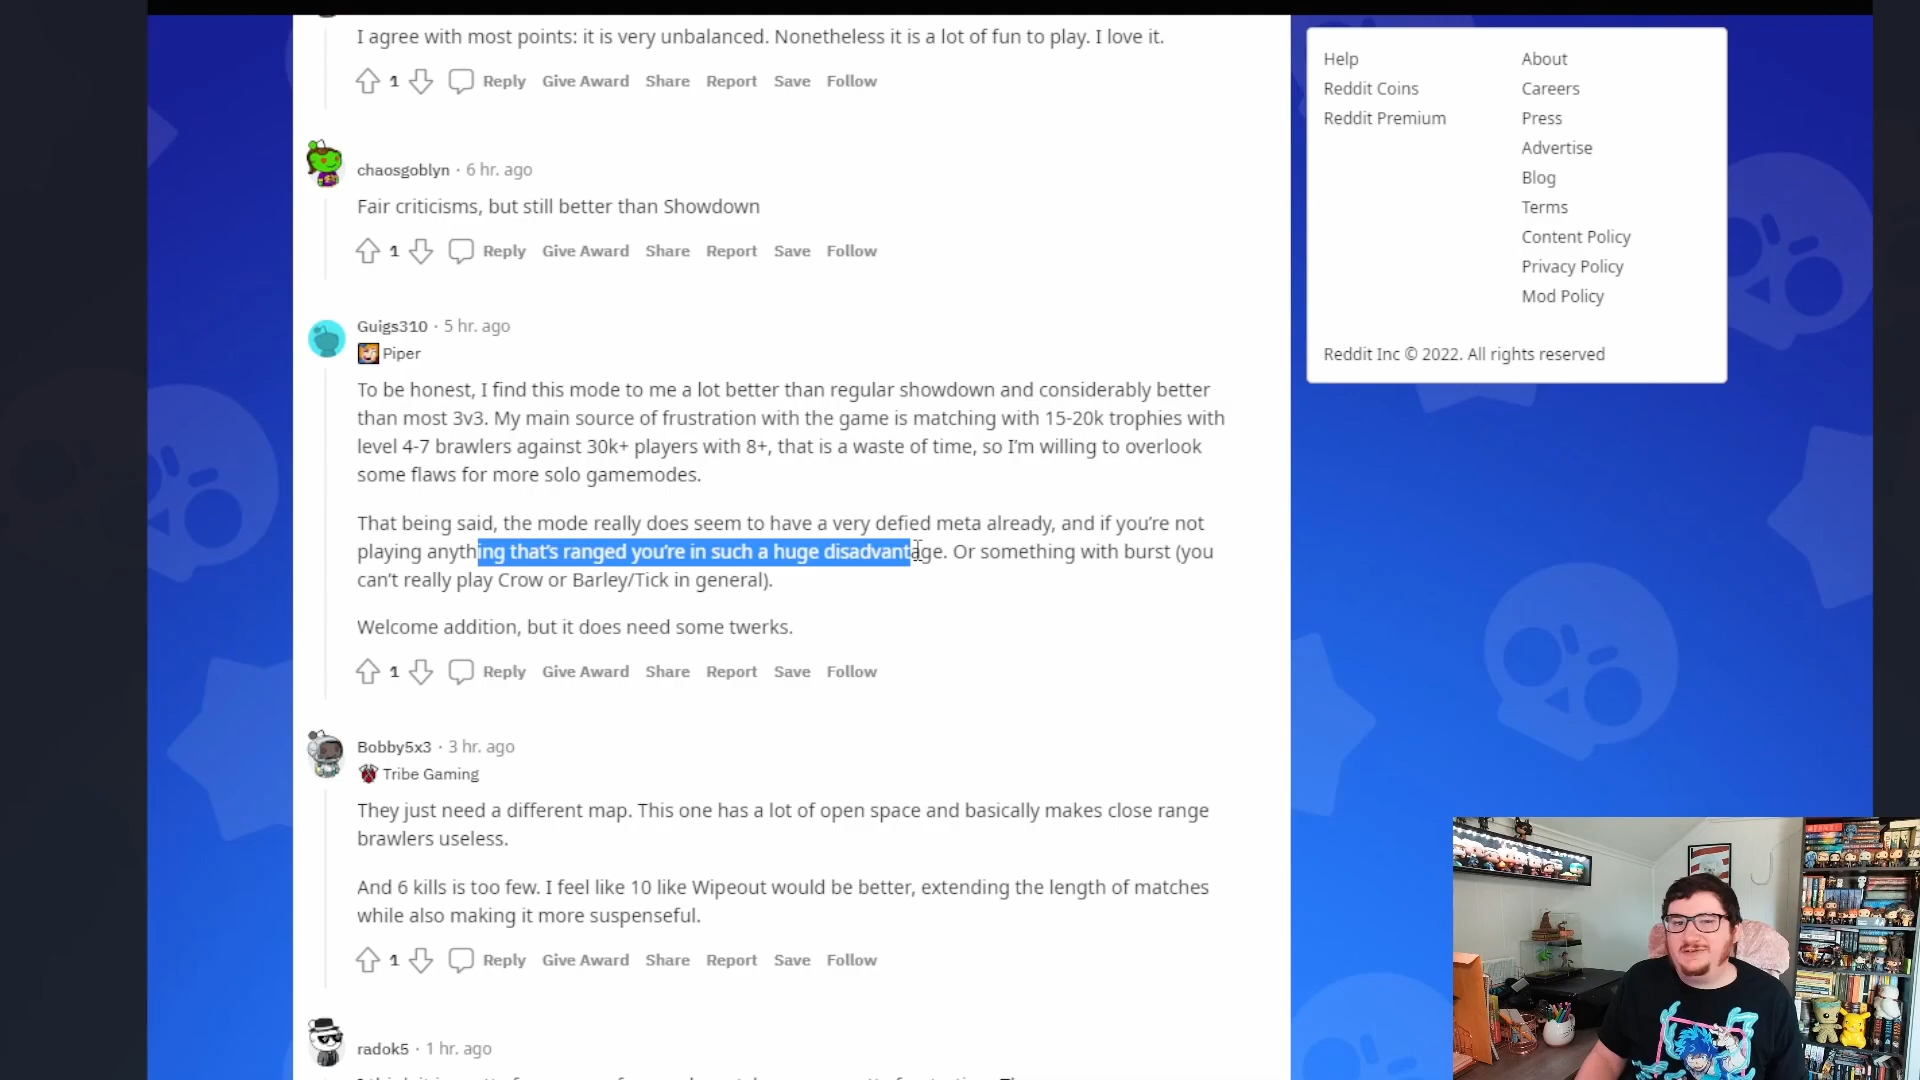 I agree with most points: it is very unbalanced. Nonetheless it is a lot of fun to play. I love it.
1 Reply Give Award Share Report Save Follow
chaosgoblyn · 6 hr. ago
Fair criticisms, but still better than Showdown
1 Reply Give Award Share Report Save Follow
Guigs310 · 5 hr. ago
Piper
To be honest, I find this mode to me a lot better than regular showdown and considerably better
than most 3v3. My main source of frustration with the game is matching with 15-20k trophies with
level 4-7 brawlers against 30k+ players with 8+, that is a waste of time, so I'm willing to overlook
some flaws for more solo gamemodes.
That being said, the mode really does seem to have a very defied meta already, and if you're not
playing anything that's ranged you're in such a huge disadvantage. Or something with burst (you
can't really play Crow or Barley/Tick in general).
Welcome addition, but it does need some twerks.
1 Reply Give Award Share Report Save Follow
Bobby5x3 · 3 hr. ago
Tribe Gaming
They just need a different map. This one has a lot of open space and basically makes close range
brawlers useless.
And 6 kills is too few. I feel like 10 like Wipeout would be better, extending the length of matches
while also making it more suspenseful.
1 Reply Give Award Share Report Save Follow
radok5 · 1 hr. ago
Help About
Reddit Coins Careers
Reddit Premium Press
Advertise
Blog
Terms
Content Policy
Privacy Policy
Mod Policy
Reddit Inc © 2022. All rights reserved